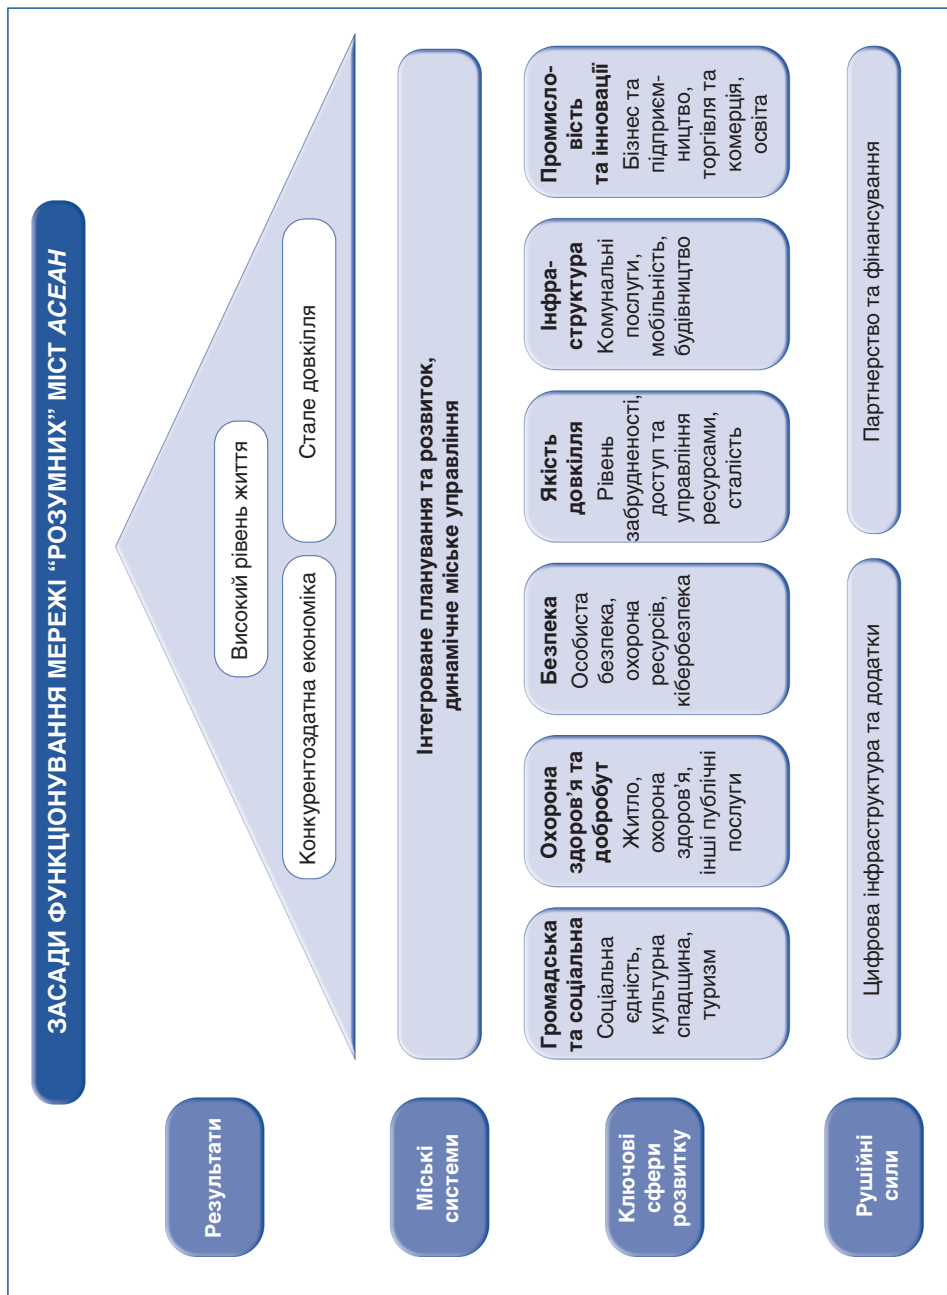 ЗАСАДИ ФУНКЦІОНУВАННЯ МЕРЕЖІ “РОЗУМНИХ” МІСТ АСЕАН
Результати
Високий рівень життя
Конкурентоздатна економіка
Стале довкілля
Міські
системи
Інтегроване планування та розвиток,
динамічне міське управління
Ключові
сфери
розвитку
Громадська
та соціальна
Соціальна
єдність,
культурна
спадщина,
туризм
Охорона
здоров’я та
добробут
Житло,
охорона
здоров’я,
інші публічні
послуги
Безпека
Особиста
безпека,
охорона
ресурсів,
кібербезпека
Якість
довкілля
Рівень
забрудненості,
доступ та
управління
ресурсами,
сталість
Інфра-
структура
Комунальні
послуги,
мобільність,
будівництво
Промисло-
вість
та інновації
Бізнес та
підприєм-
ництво,
торгівля та
комерція,
освіта
Рушійні
сили
Цифрова інфраструктура та додатки
Партнерство та фінансування